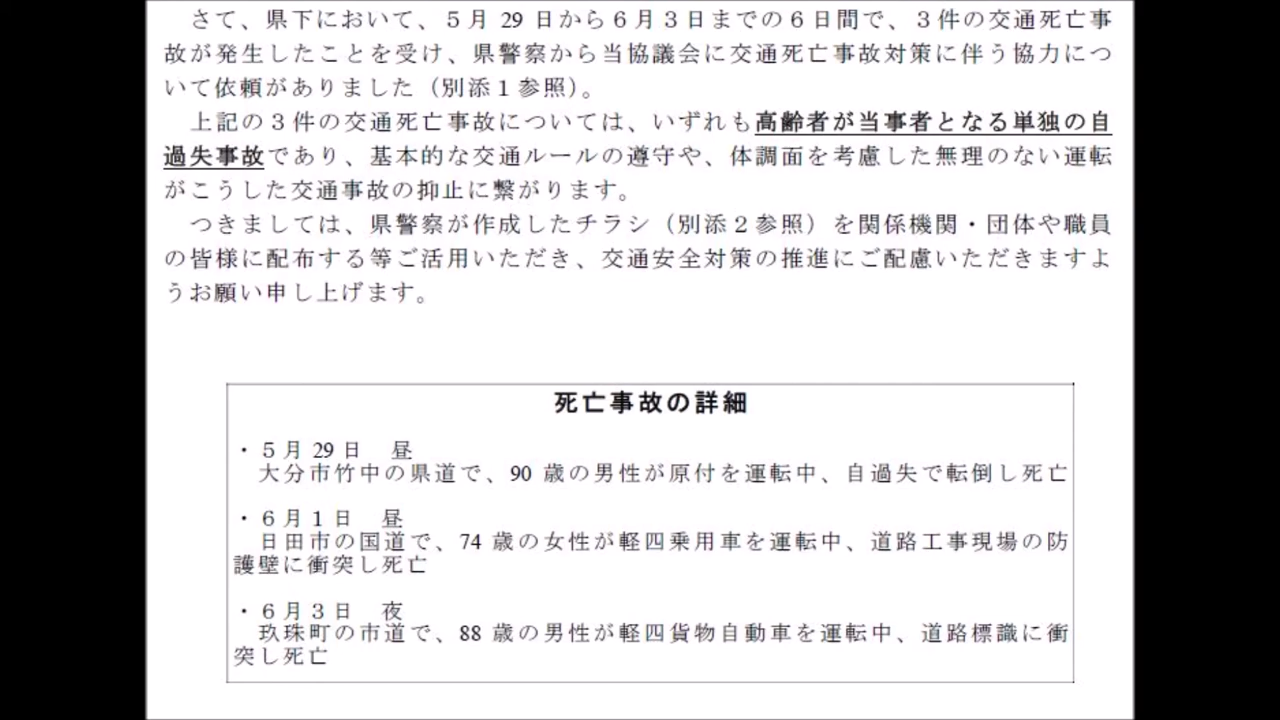 さて、県下において、５月 29 日から６月３日までの６日間で、３件の交通死亡事
故が発生したことを受け、県警察から当協議会に交通死亡事故対策に伴う協力につ
いて依頼がありました（別添１参照）。
上記の３件の交通死亡事故については、いずれも高齢者が当事者となる単独の自
過失事故であり、基本的な交通ルールの遵守や、体調面を考慮した無理のない運転
がこうした交通事故の抑止に繋がります。
つきましては、県警察が作成したチラシ（別添２参照）を関係機関・団体や職員
の皆様に配布する等ご活用いただき、交通安全対策の推進にご配慮いただきますよ
うお願い申し上げます。
死亡事故の詳細
・５月 29 日　昼
大分市竹中の県道で、90 歳の男性が原付を運転中、自過失で転倒し死亡
・６月１日　昼
日田市の国道で、74 歳の女性が軽四乗用車を運転中、道路工事現場の防
護壁に衝突し死亡
・６月３日　夜
玖珠町の市道で、88 歳の男性が軽四貨物自動車を運転中、道路標識に衝
突し死亡